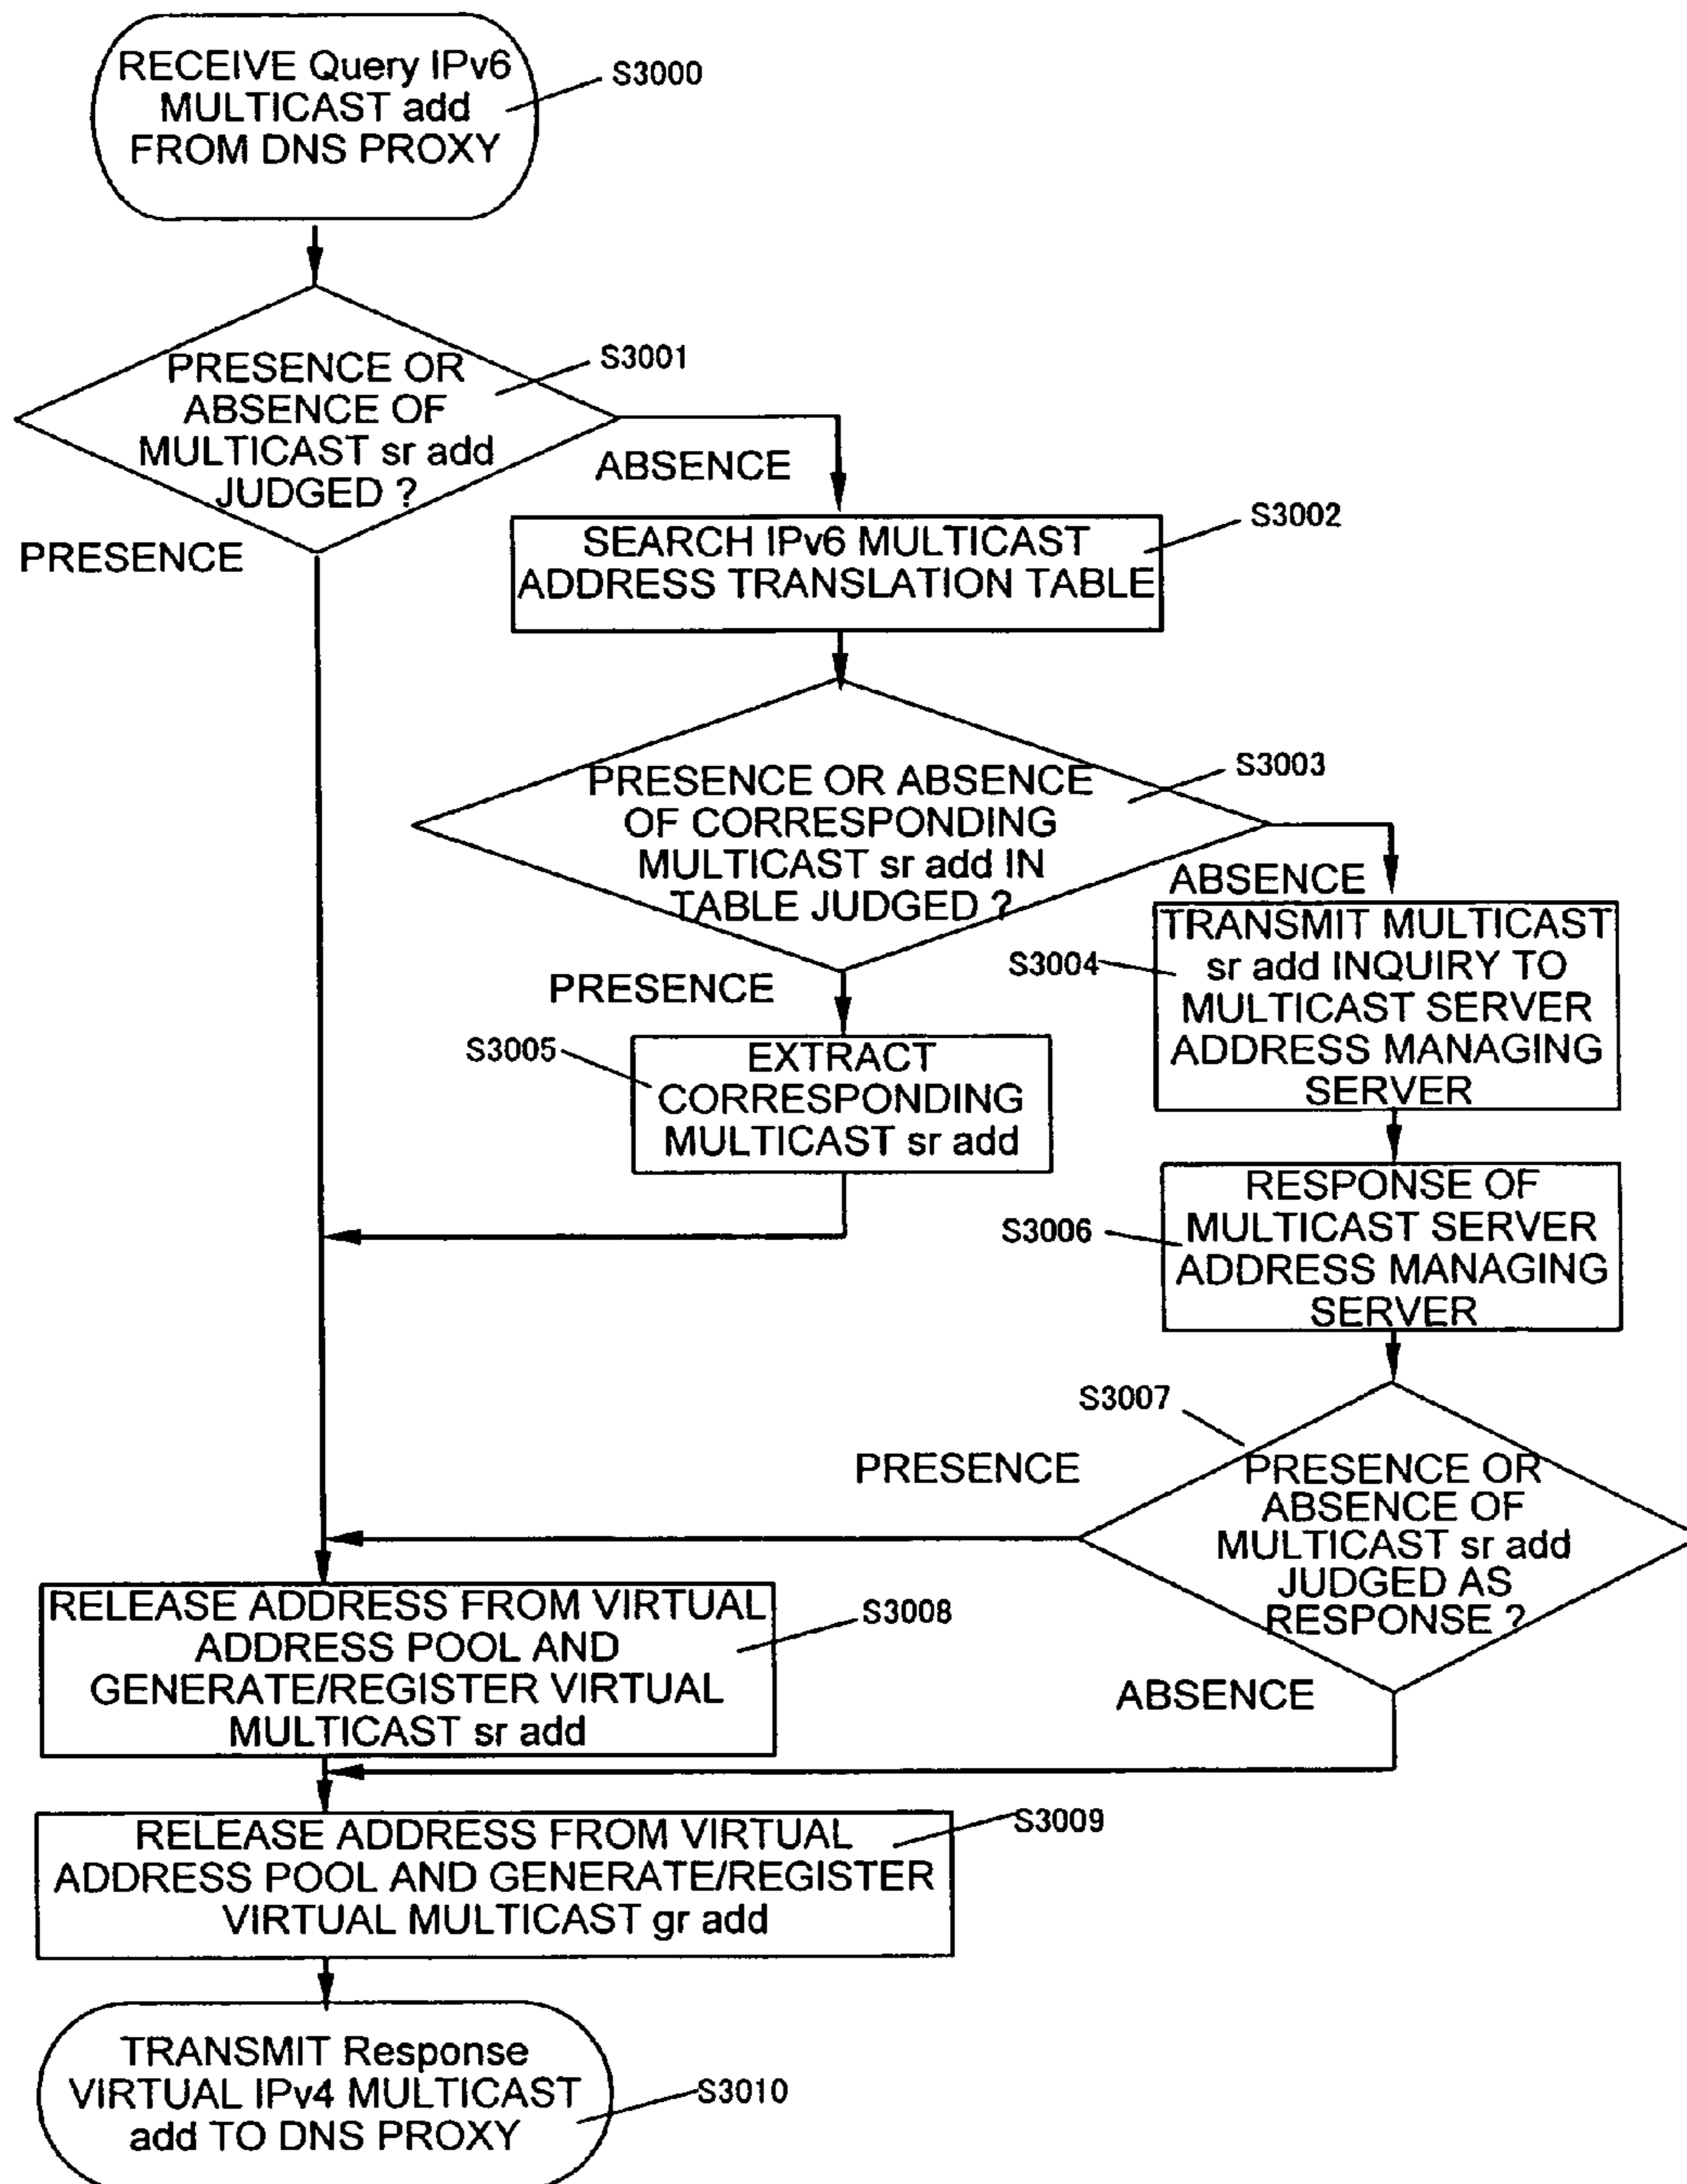 RECEIVE Query IPv6
MULTICAST add
FROM DNS PROXY
S3000
PRESENCE OR
ABSENCE OF
MULTICAST sr add
JUDGED ?
S3001
ABSENCE
PRESENCE
SEARCH IPv6 MULTICAST
ADDRESS TRANSLATION TABLE
S3002
PRESENCE OR ABSENCE
OF CORRESPONDING
MULTICAST sr add IN
TABLE JUDGED ?
S3003
ABSENCE
PRESENCE
TRANSMIT MULTICAST
sr add INQUIRY TO
MULTICAST SERVER
ADDRESS MANAGING
SERVER
S3004
S3005
EXTRACT
CORRESPONDING
MULTICAST sr add
S3006
RESPONSE OF
MULTICAST SERVER
ADDRESS MANAGING
SERVER
S3007
PRESENCE
PRESENCE OR
ABSENCE OF
MULTICAST sr add
JUDGED AS
RESPONSE ?
ABSENCE
RELEASE ADDRESS FROM VIRTUAL
ADDRESS POOL AND
GENERATE/REGISTER VIRTUAL
MULTICAST sr add
S3008
RELEASE ADDRESS FROM VIRTUAL
ADDRESS POOL AND GENERATE/REGISTER
VIRTUAL MULTICAST gr add
S3009
TRANSMIT Response
VIRTUAL IPv4 MULTICAST
add TO DNS PROXY
S3010